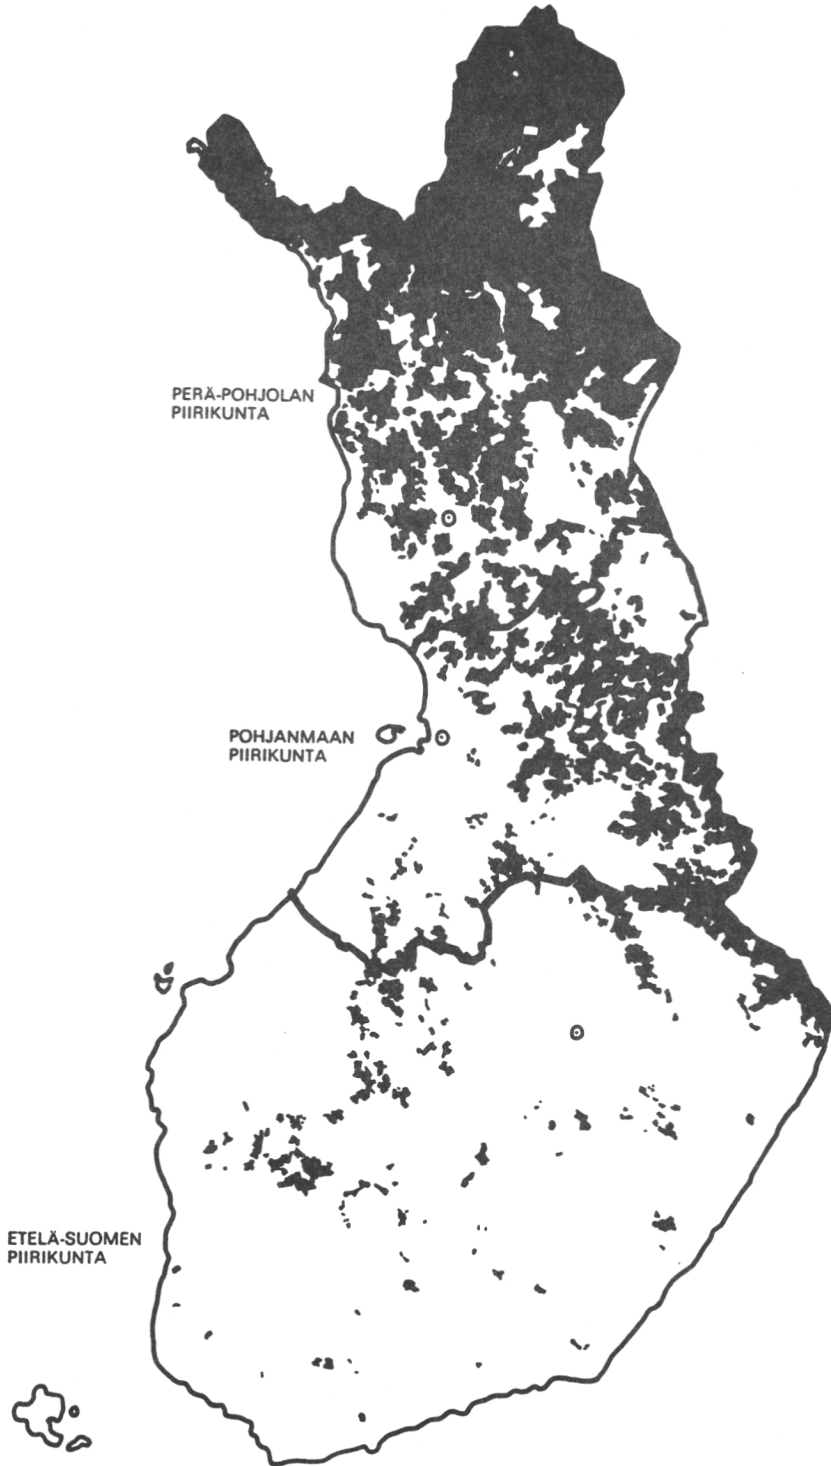 PERÄ-POHJOLAN
PIIRIKUNTA
POHJANMAAN
PIIRIKUNTA
ETELÄ-SUOMEN
PIIRIKUNTA